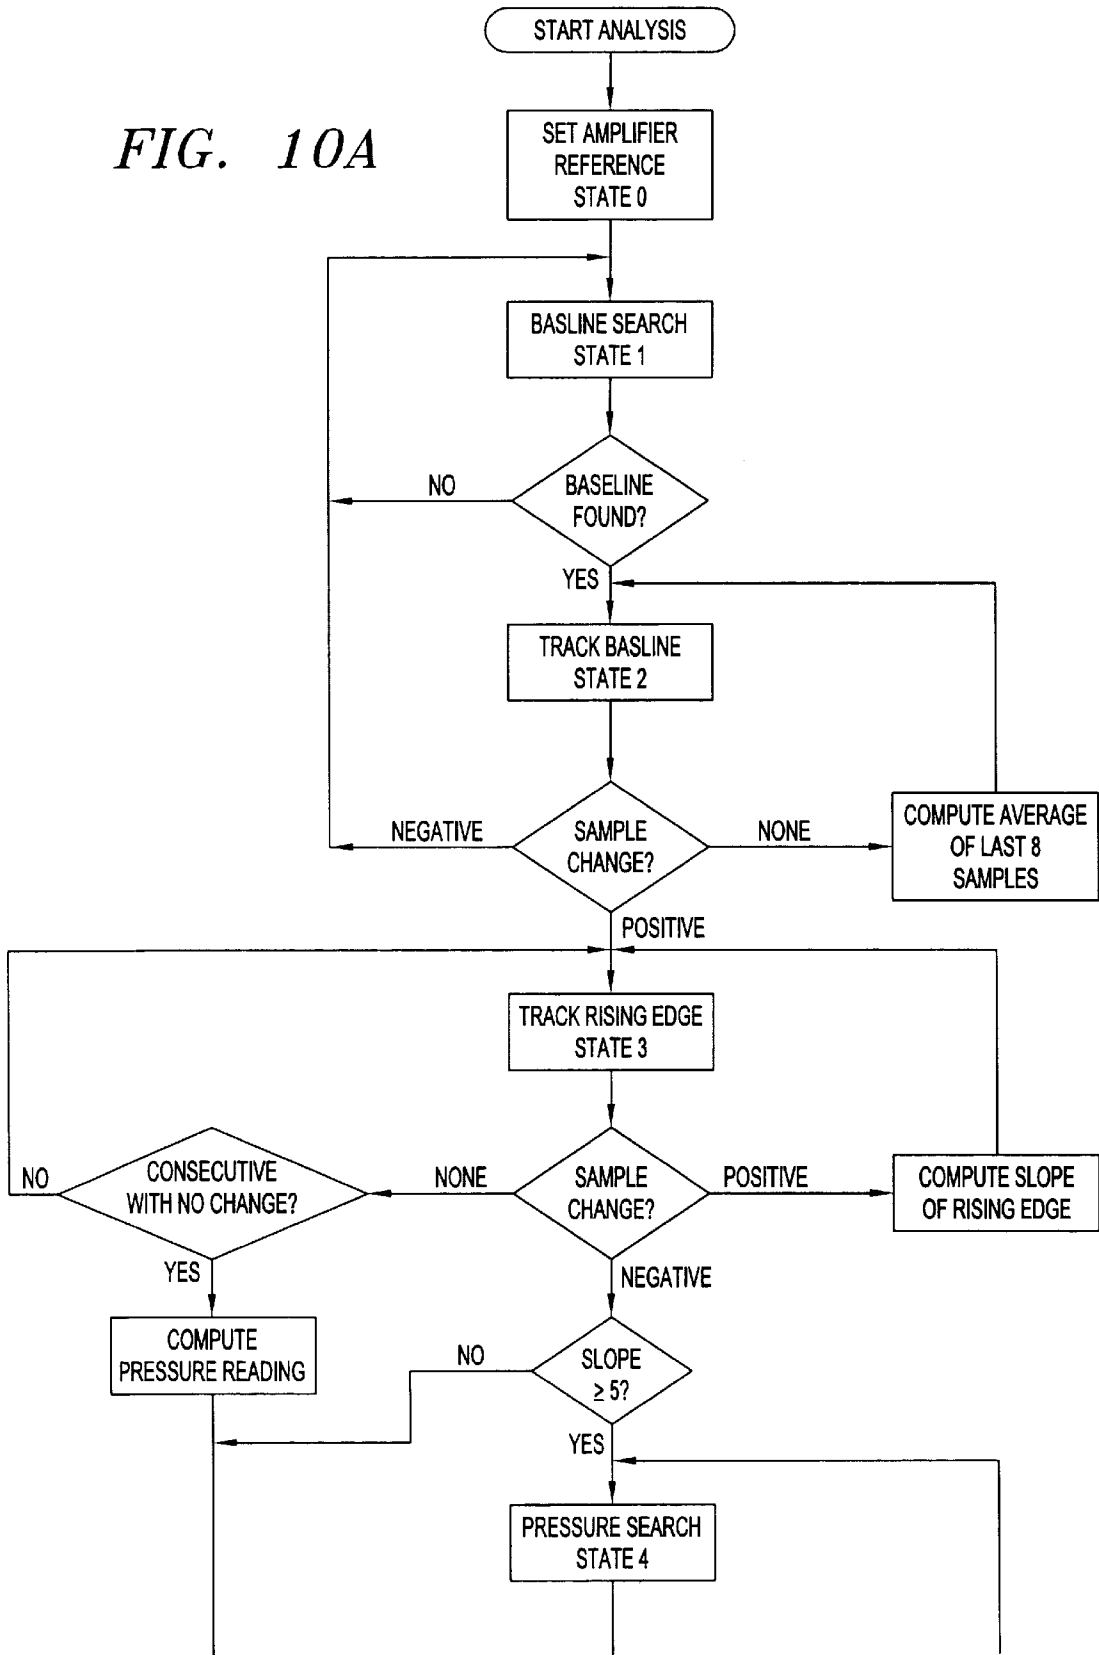 START ANALYSIS
FIG. 10A
SET AMPLIFIER
REFERENCE
STATE 0
BASLINE SEARCH
STATE 1
NO
BASELINE
FOUND?
YES
TRACK BASLINE
STATE 2
NEGATIVE
SAMPLE
CHANGE?
NONE
COMPUTE AVERAGE
OF LAST 8
SAMPLES
POSITIVE
TRACK RISING EDGE
STATE 3
NO
CONSECUTIVE
WITH NO CHANGE?
NONE
SAMPLE
CHANGE?
POSITIVE
COMPUTE SLOPE
OF RISING EDGE
YES
NEGATIVE
COMPUTE
PRESSURE READING
NO
SLOPE
≥ 5?
YES
PRESSURE SEARCH
STATE 4